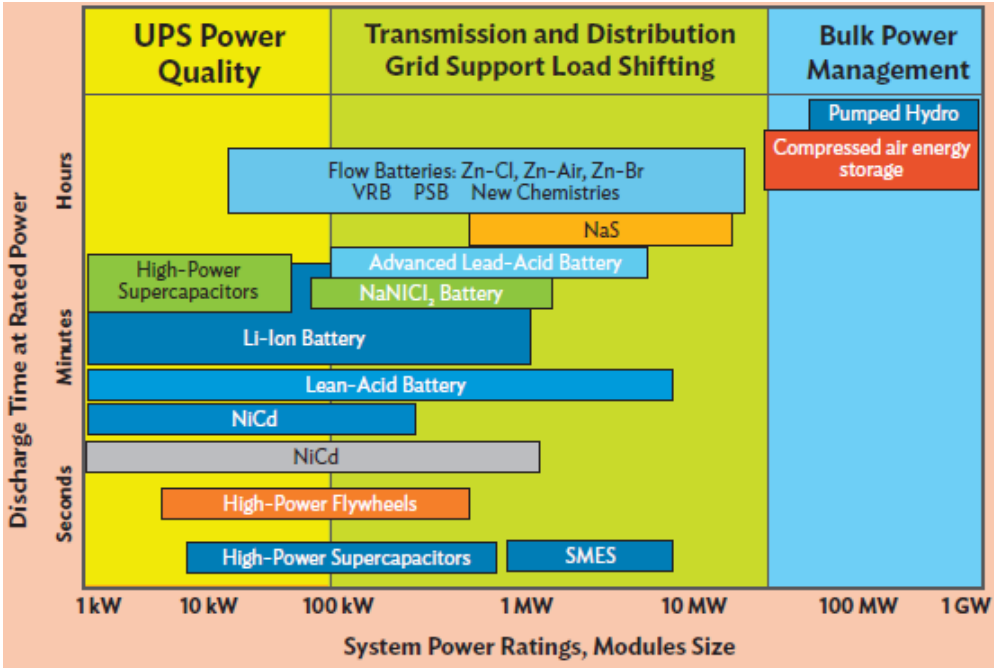 UPS Power
Quality
Transmission and Distribution
Grid Support Load Shifting
Bulk Power
Management
Discharge Time at Rated Power
Hours
Minutes
Seconds
Pumped Hydro
Compressed air energy
storage
Flow Batteries: Zn-Cl, Zn-Air, Zn-Br
VRB PSB New Chemistries
NaS
Advanced Lead-Acid Battery
High-Power
Supercapacitors
NaNICl₂ Battery
Li-Ion Battery
Lean-Acid Battery
NiCd
NiCd
High-Power Flywheels
High-Power Supercapacitors
SMES
1 kW 10 kW 100 kW 1 MW 10 MW 100 MW 1 GW
System Power Ratings, Modules Size